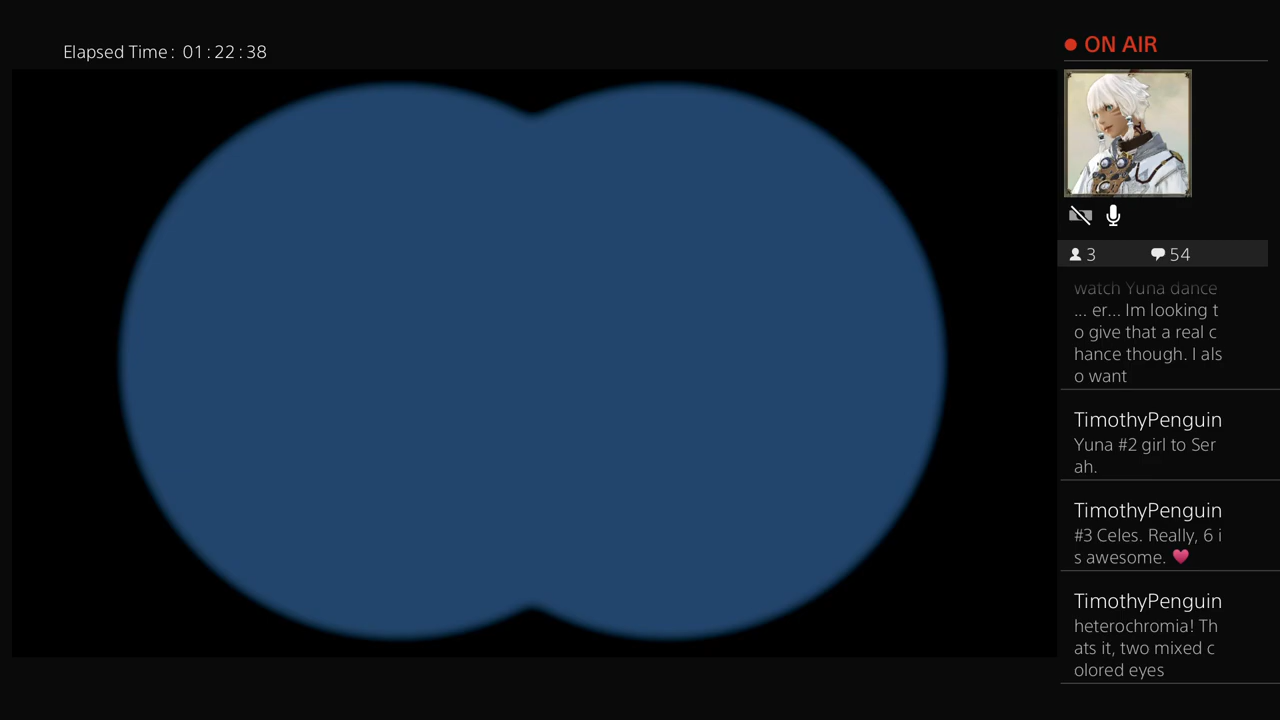 Elapsed Time: 01:22:38
ON AIR
3
54
watch Yuna dance
... er... Im looking t
o give that a real c
hance though. I als
o want
TimothyPenguin
Yuna #2 girl to Ser
ah.
TimothyPenguin
#3 Celes. Really, 6 i
s awesome. ❤
TimothyPenguin
heterochromia! Th
ats it, two mixed c
olored eyes